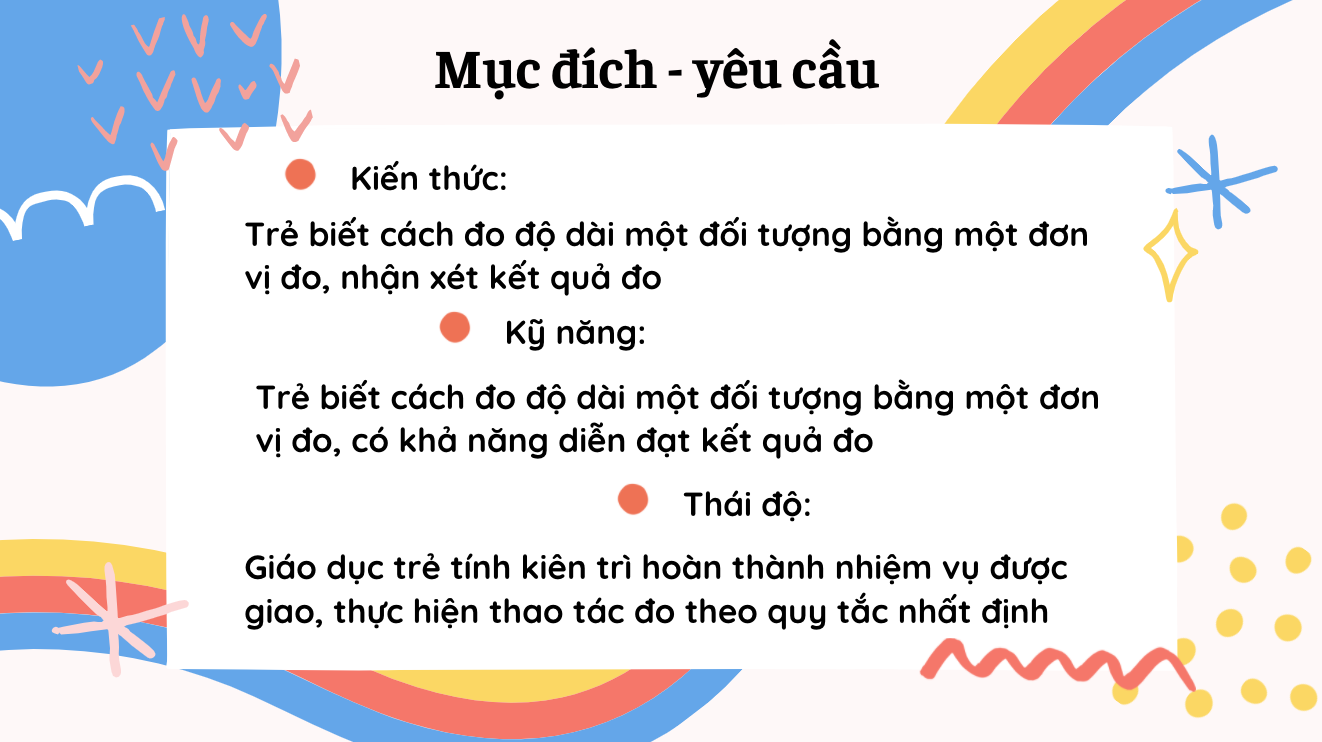 Mục đích - yêu cầu
Kiến thức:
Trẻ biết cách đo độ dài một đối tượng bằng một đơn
vị đo, nhận xét kết quả đo
Kỹ năng:
Trẻ biết cách đo độ dài một đối tượng bằng một đơn
vị đo, có khả năng diễn đạt kết quả đo
Thái độ:
Giáo dục trẻ tính kiên trì hoàn thành nhiệm vụ được
giao, thực hiện thao tác đo theo quy tắc nhất định